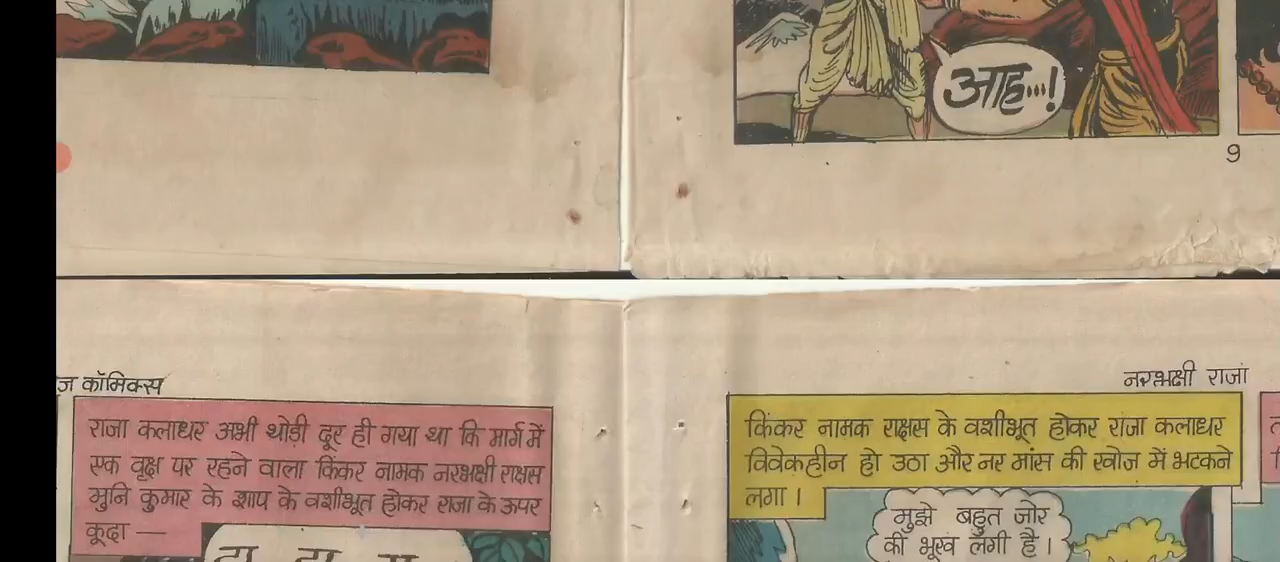 आह...!
9
ज कॉमिक्स
राजा कलाधर अभी थोड़ी दूर ही गया था कि मार्ग में
एक वृक्ष पर रहने वाला किंकर नामक नरभक्षी राक्षस
मुनि कुमार के शाप के वशीभूत होकर राजा के ऊपर
कूदा —
नरभक्षी राजा
किंकर नामक राक्षस के वशीभूत होकर राजा कलाधर
विवेकहीन हो उठा और नर मांस की खोज में भटकने
लगा ।
मुझे बहुत जोर
की भूख लगी है ।